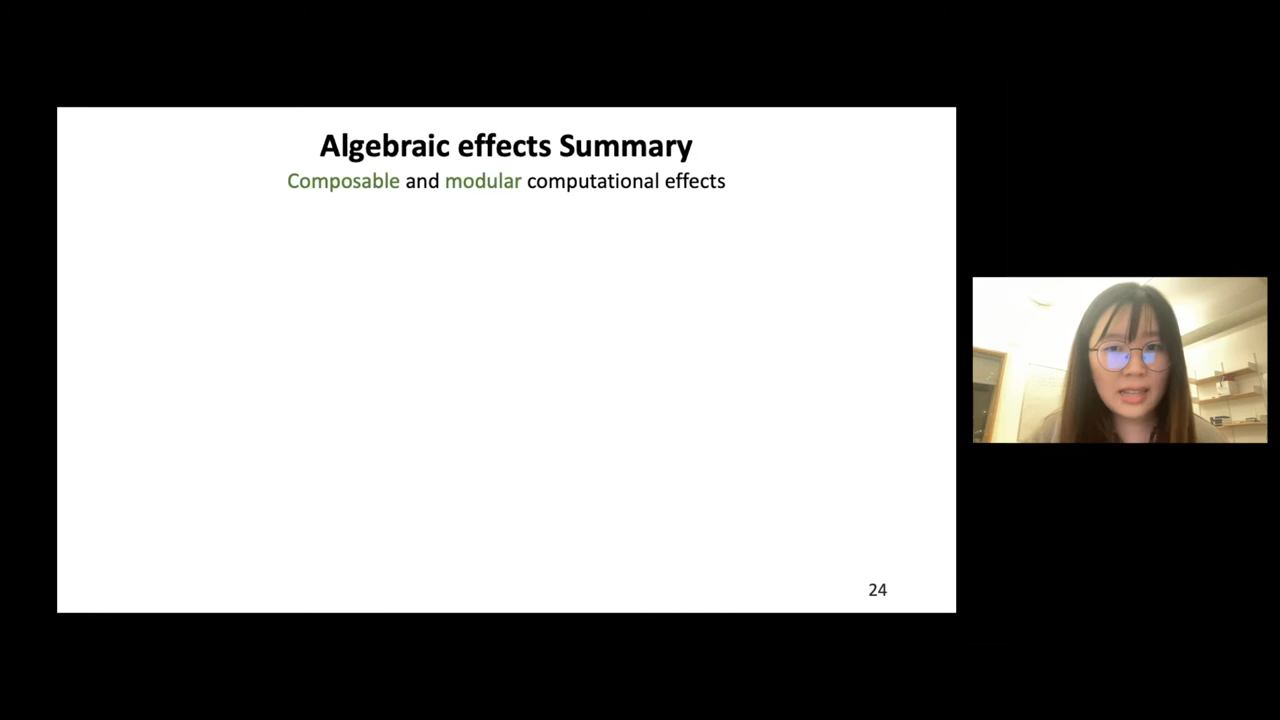 Algebraic effects Summary
Composable and modular computational effects
24